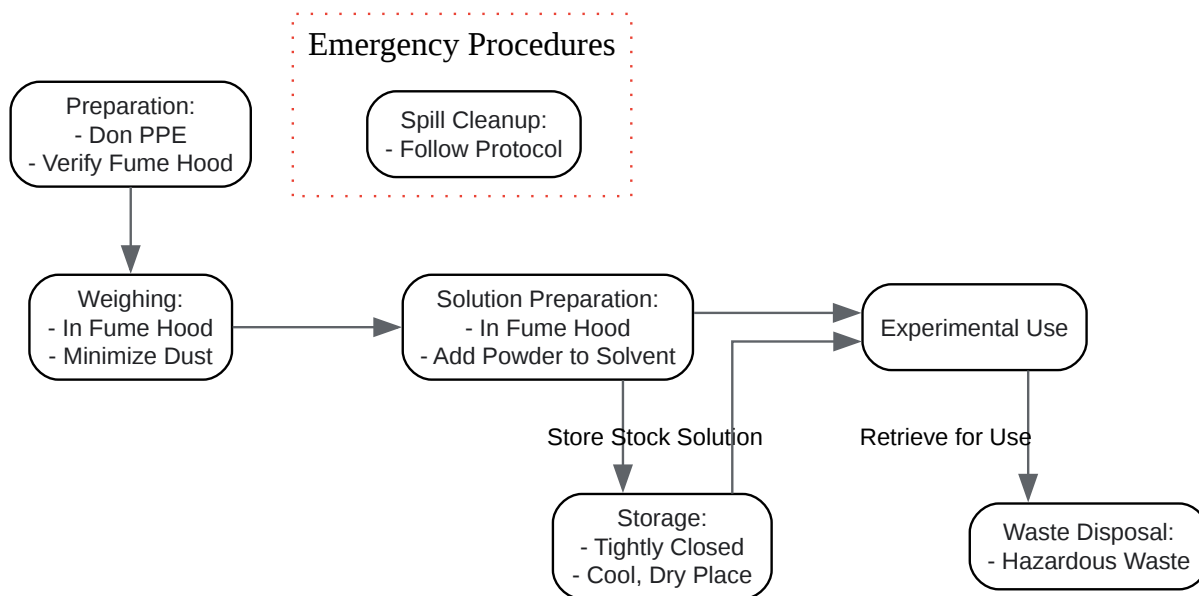 Emergency Procedures
Preparation:
- Don PPE
- Verify Fume Hood
Spill Cleanup:
- Follow Protocol
Weighing:
- In Fume Hood
- Minimize Dust
Solution Preparation:
- In Fume Hood
- Add Powder to Solvent
Experimental Use
Store Stock Solution
Retrieve for Use
Storage:
- Tightly Closed
- Cool, Dry Place
Waste Disposal:
- Hazardous Waste